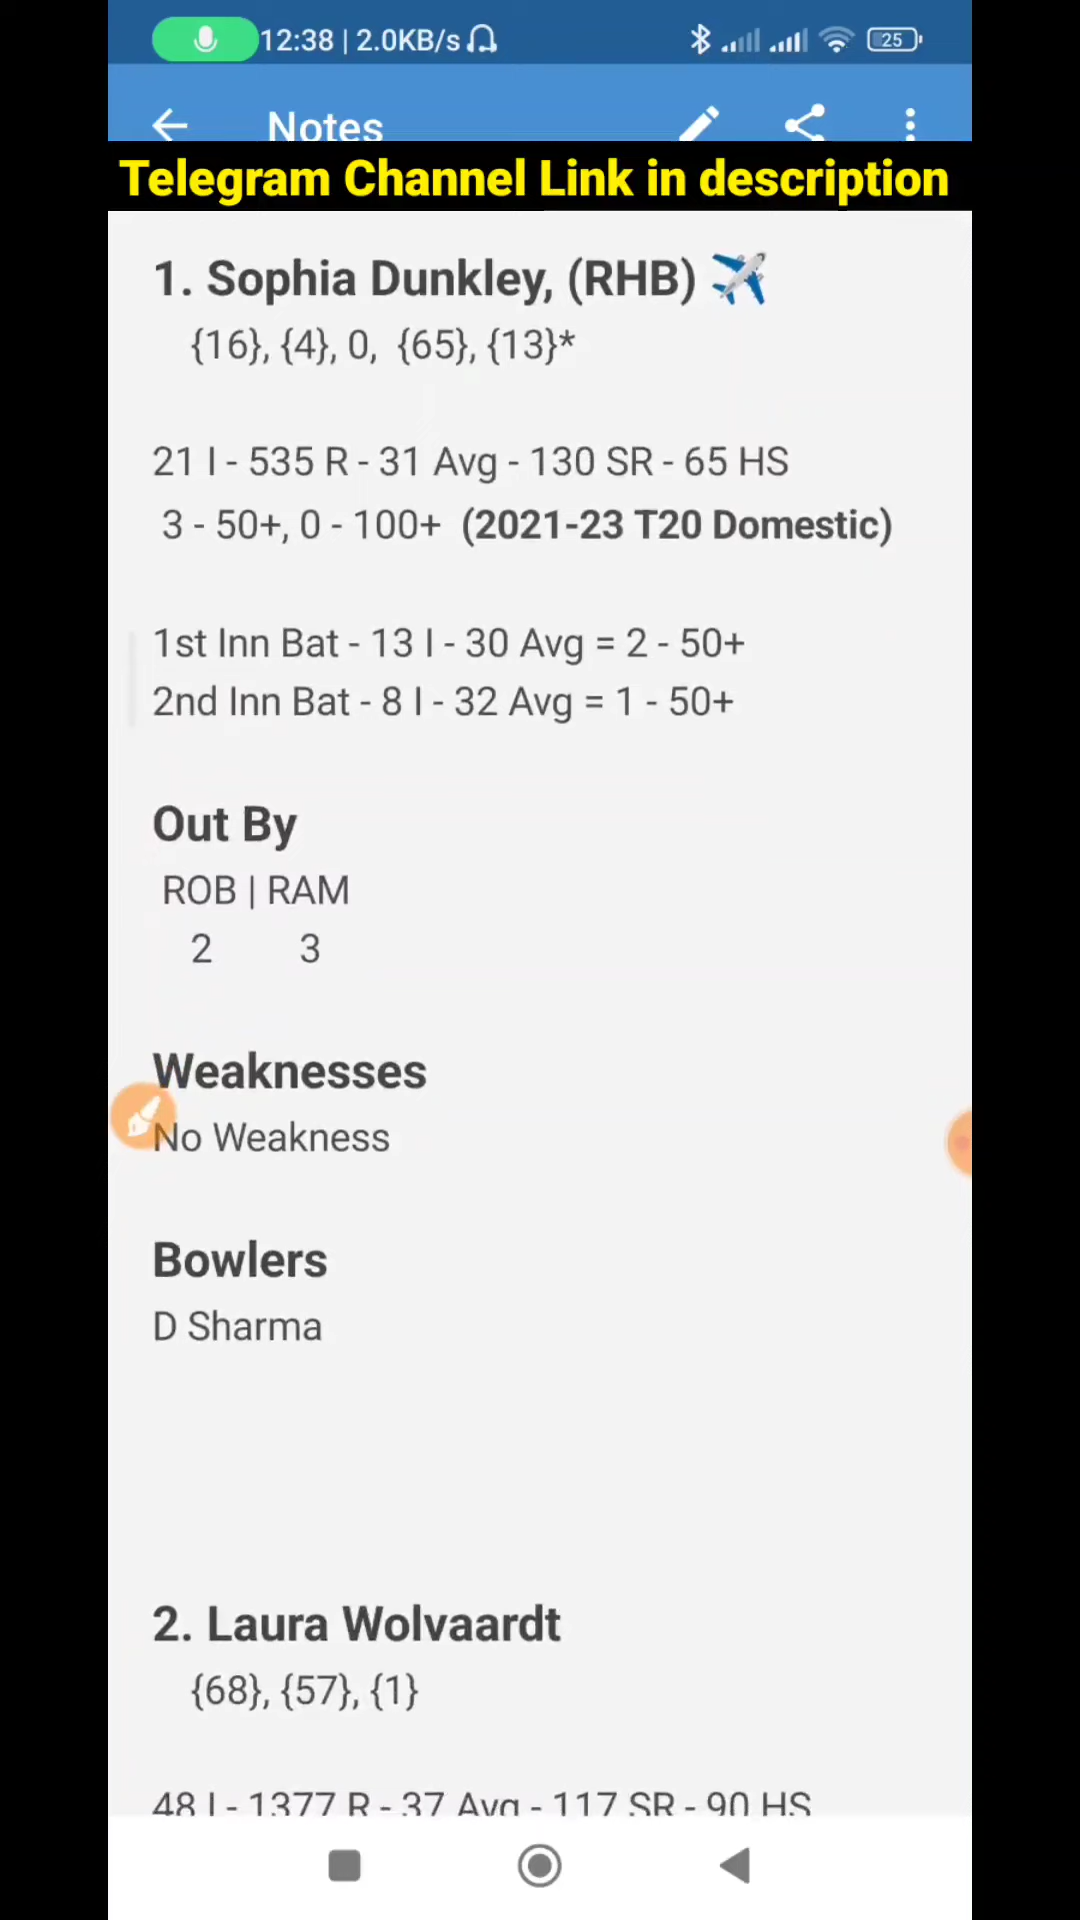 12:38 | 2.0KB/s
25
Notes
Telegram Channel Link in description
1. Sophia Dunkley, (RHB) ✈️
{16}, {4}, 0, {65}, {13}*
21 I - 535 R - 31 Avg - 130 SR - 65 HS
3 - 50+, 0 - 100+ (2021-23 T20 Domestic)
1st Inn Bat - 13 I - 30 Avg = 2 - 50+
2nd Inn Bat - 8 I - 32 Avg = 1 - 50+
Out By
ROB | RAM
2 3
Weaknesses
No Weakness
Bowlers
D Sharma
2. Laura Wolvaardt
{68}, {57}, {1}
48 I - 1377 R - 37 Avg - 117 SR - 90 HS